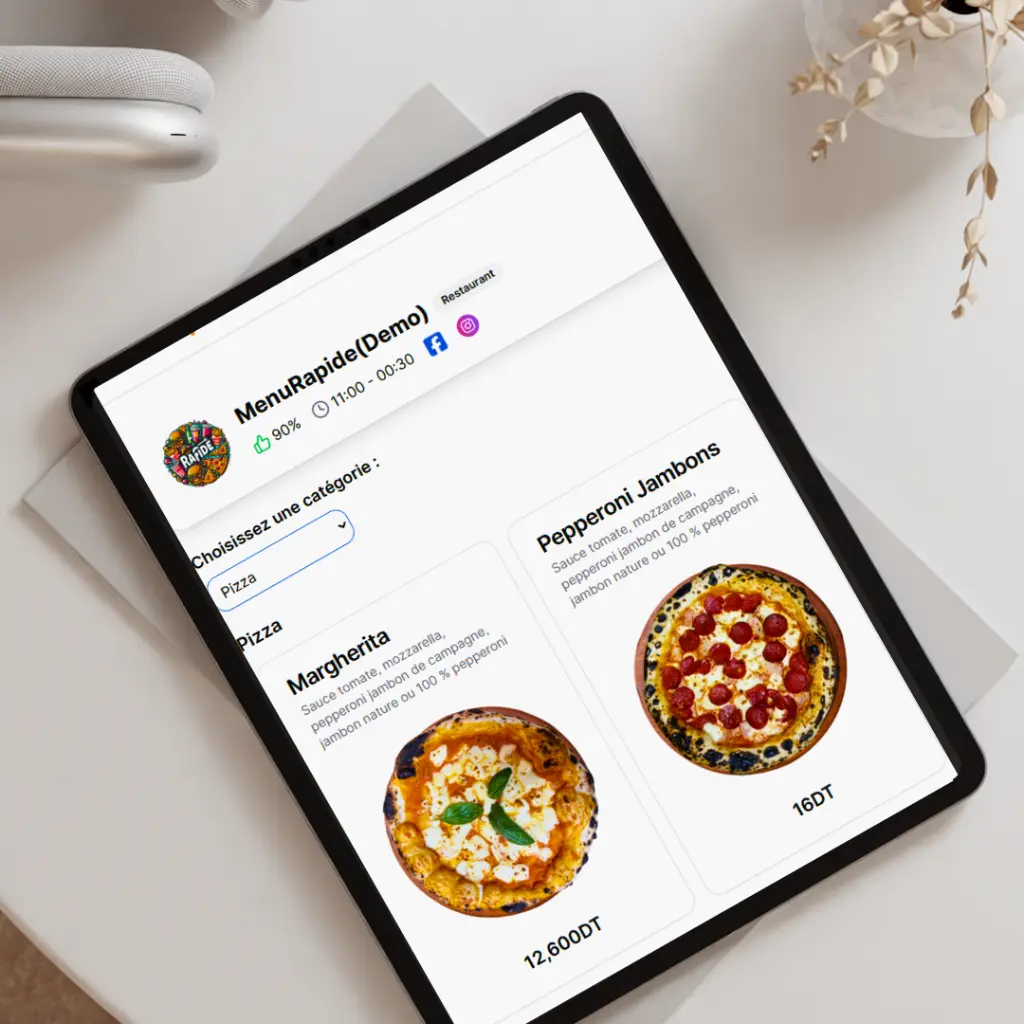 MenuRapide(Demo)
Restaurant
90%
11:00 - 00:30
RAPIDE
Choisissez une catégorie :
Pizza
Pizza
Margherita
Sauce tomate, mozzarella,
pepperoni jambon de campagne,
jambon nature ou 100 % pepperoni
12,600DT
Pepperoni Jambons
Sauce tomate, mozzarella,
pepperoni jambon de campagne,
jambon nature ou 100 % pepperoni
16DT